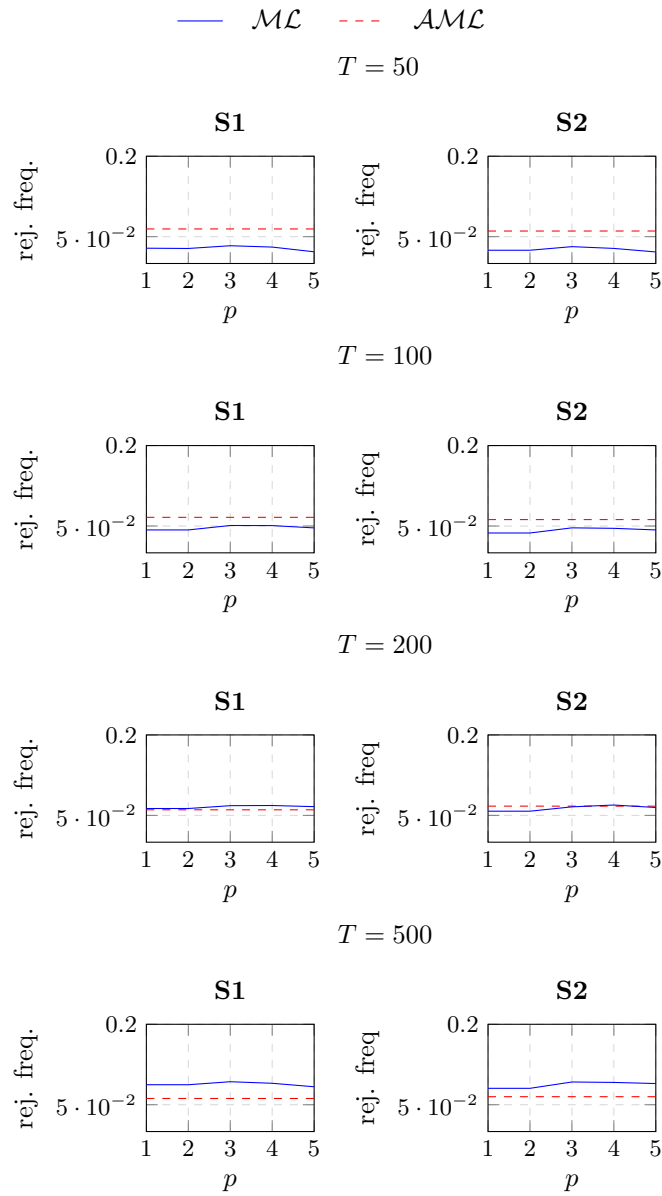 ML AML
T = 50
S1 S2
rej. freq. 0.2 5 · 10⁻² 1 2 3 4 5 p
rej. freq 0.2 5 · 10⁻² 1 2 3 4 5 p
T = 100
S1 S2
rej. freq. 0.2 5 · 10⁻² 1 2 3 4 5 p
rej. freq 0.2 5 · 10⁻² 1 2 3 4 5 p
T = 200
S1 S2
rej. freq. 0.2 5 · 10⁻² 1 2 3 4 5 p
rej. freq 0.2 5 · 10⁻² 1 2 3 4 5 p
T = 500
S1 S2
rej. freq. 0.2 5 · 10⁻² 1 2 3 4 5 p
rej. freq 0.2 5 · 10⁻² 1 2 3 4 5 p